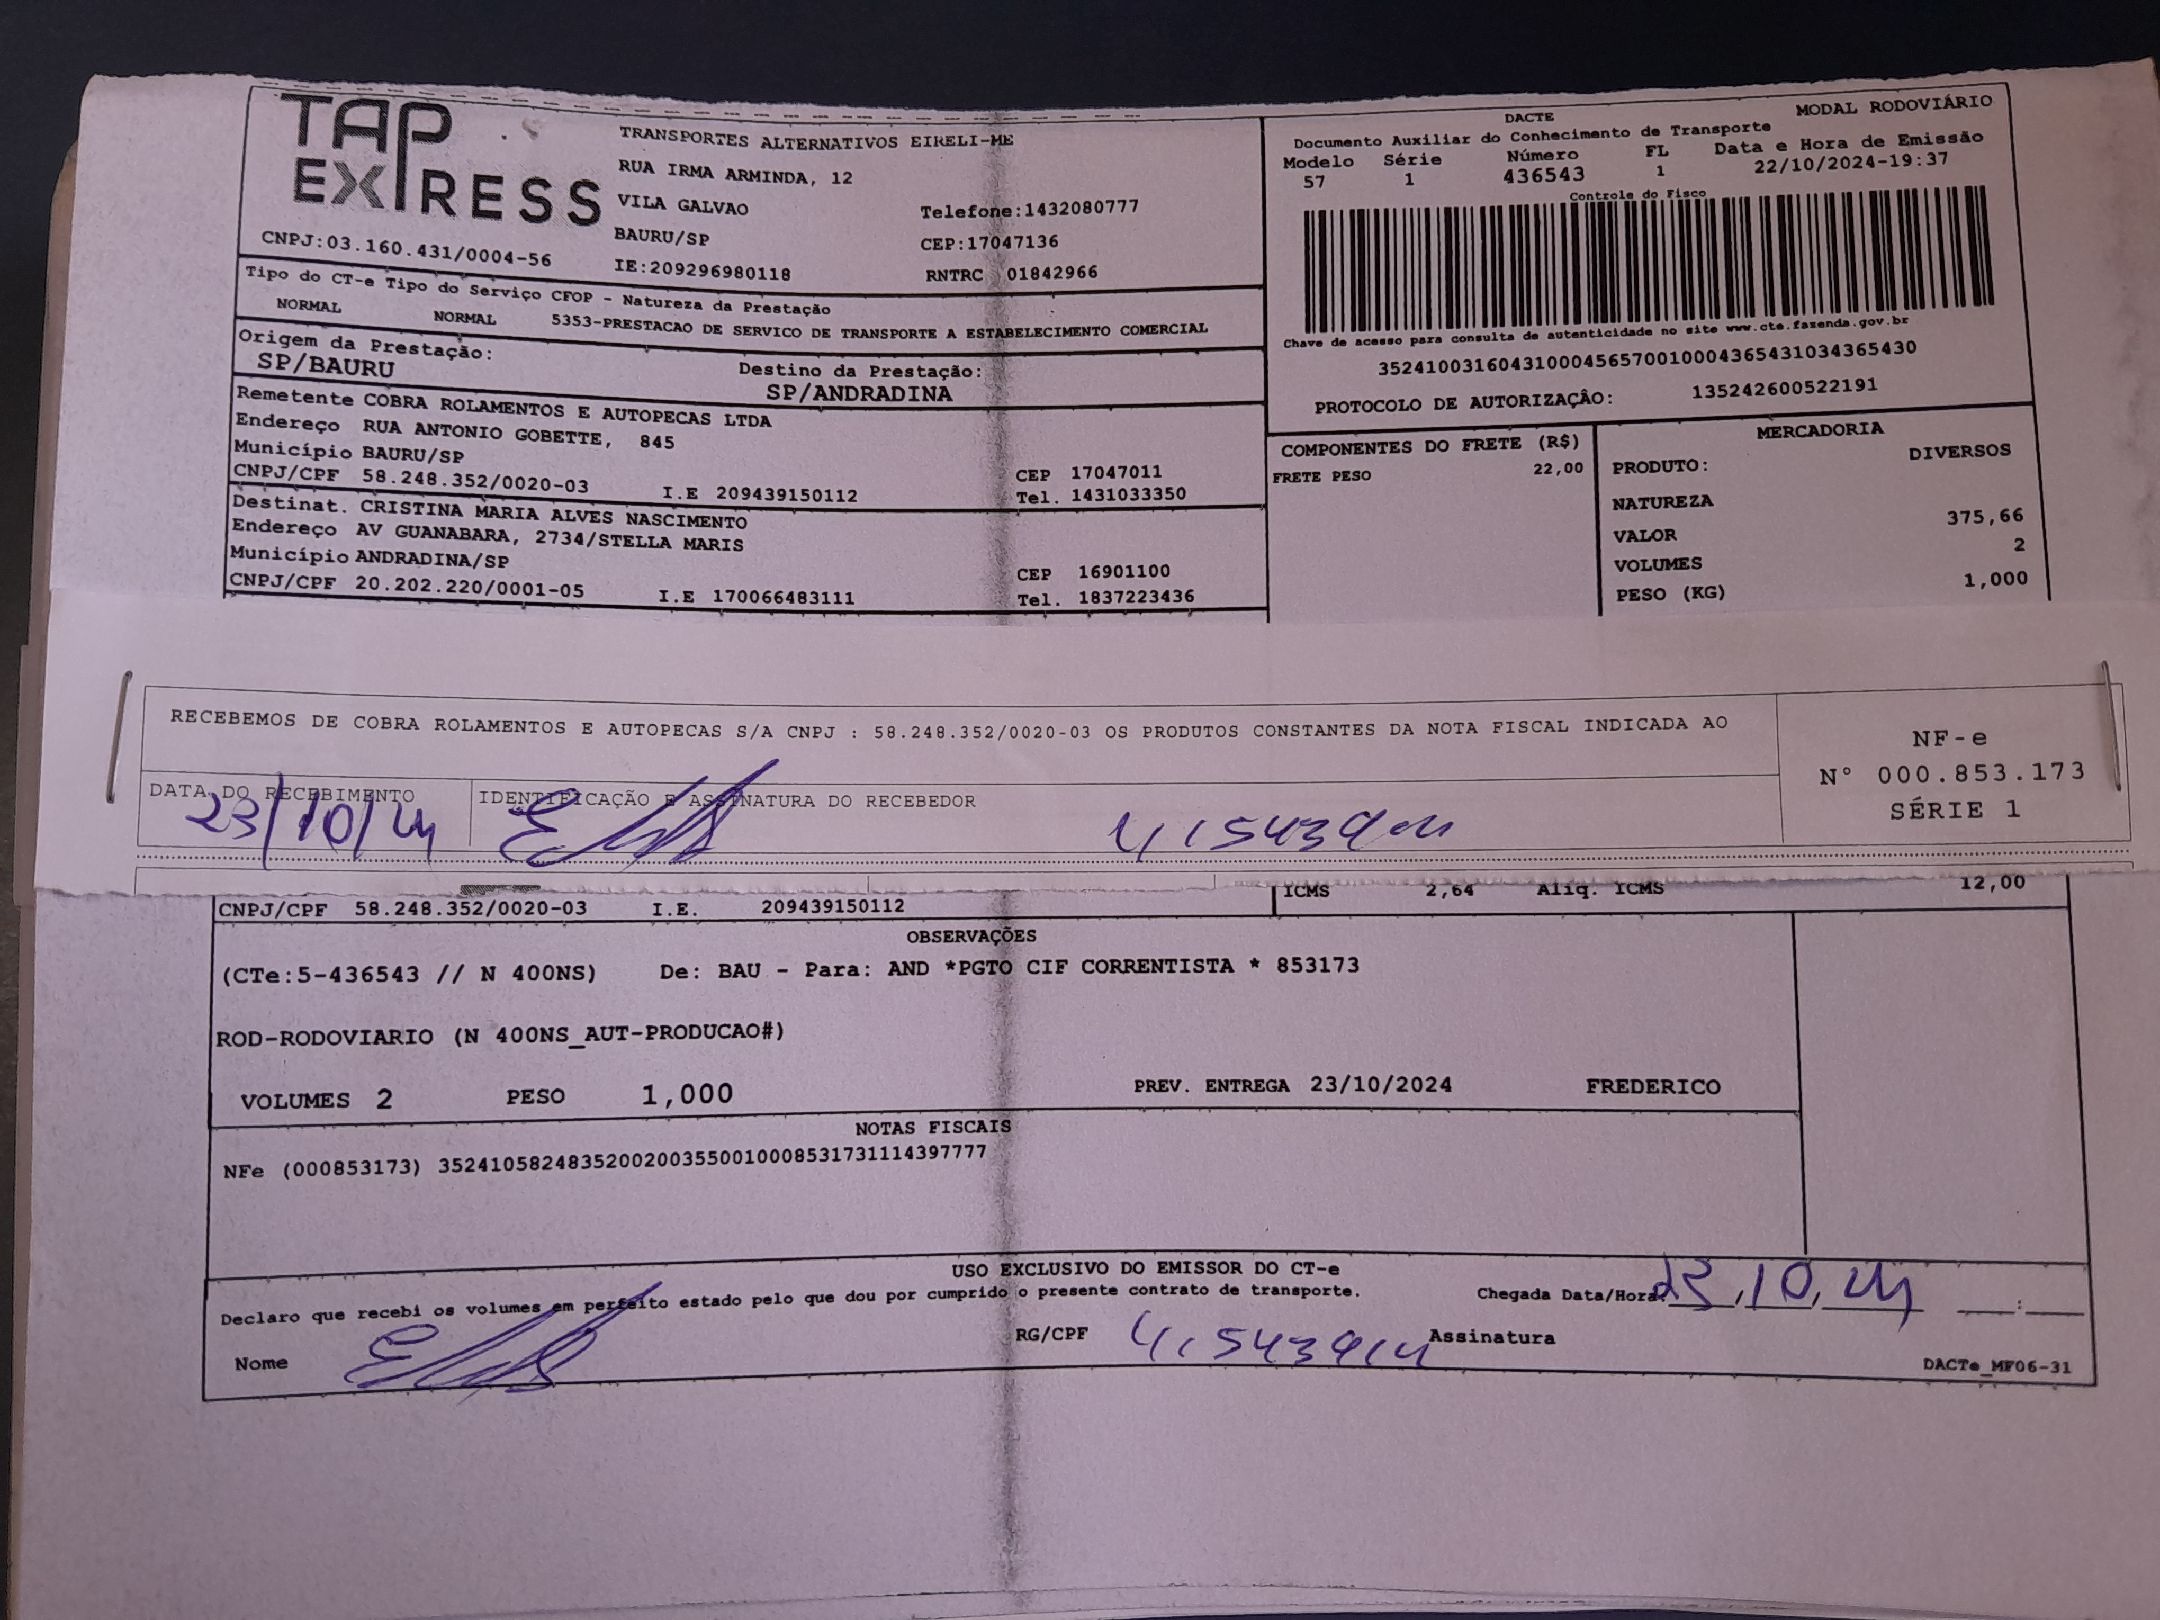 TAP
EXPRESS
TRANSPORTES ALTERNATIVOS EIRELI-ME
RUA IRMA ARMINDA, 12
VILA GALVAO
Telefone:1432080777
BAURU/SP
CEP:17047136
CNPJ:03.160.431/0004-56
IE:209296980118
RNTRC 01842966
DACTE
MODAL RODOVIÁRIO
Documento Auxiliar do Conhecimento de Transporte
Modelo Série Número FL Data e Hora de Emissão
57 1 436543 1 22/10/2024-19:37
Controle do Fisco
Chave de acesso para consulta de autenticidade no site www.cte.fazenda.gov.br
35241003160431000456570010004365431034365430
PROTOCOLO DE AUTORIZAÇÃO: 135242600522191
Tipo do CT-e Tipo do Serviço CFOP - Natureza da Prestação
NORMAL NORMAL 5353-PRESTACAO DE SERVICO DE TRANSPORTE A ESTABELECIMENTO COMERCIAL
Origem da Prestação: Destino da Prestação:
SP/BAURU SP/ANDRADINA
Remetente COBRA ROLAMENTOS E AUTOPECAS LTDA
Endereço RUA ANTONIO GOBETTE, 845
Município BAURU/SP CEP 17047011
CNPJ/CPF 58.248.352/0020-03 I.E 209439150112 Tel. 1431033350
Destinat. CRISTINA MARIA ALVES NASCIMENTO
Endereço AV GUANABARA, 2734/STELLA MARIS
Município ANDRADINA/SP CEP 16901100
CNPJ/CPF 20.202.220/0001-05 I.E 170066483111 Tel. 1837223436
COMPONENTES DO FRETE (R$)
FRETE PESO 22,00
MERCADORIA
PRODUTO: DIVERSOS
NATUREZA
VALOR 375,66
VOLUMES 2
PESO (KG) 1,000
RECEBEMOS DE COBRA ROLAMENTOS E AUTOPECAS S/A CNPJ : 58.248.352/0020-03 OS PRODUTOS CONSTANTES DA NOTA FISCAL INDICADA AO
NF-e
Nº 000.853.173
SÉRIE 1
DATA DO RECEBIMENTO IDENTIFICAÇÃO E ASSINATURA DO RECEBEDOR
23/10/24
ICMS 2,64 Aliq. ICMS 12,00
CNPJ/CPF 58.248.352/0020-03 I.E. 209439150112
OBSERVAÇÕES
(CTe:5-436543 // N 400NS) De: BAU - Para: AND *PGTO CIF CORRENTISTA * 853173
ROD-RODOVIARIO (N 400NS_AUT-PRODUCAO#)
VOLUMES 2 PESO 1,000 PREV. ENTREGA 23/10/2024 FREDERICO
NOTAS FISCAIS
NFe (000853173) 35241058248352002003550010008531731114397777
USO EXCLUSIVO DO EMISSOR DO CT-e
Declaro que recebi os volumes em perfeito estado pelo que dou por cumprido o presente contrato de transporte.
Chegada Data/Hora: 23,10,24 :
Nome RG/CPF Assinatura
DACTe_MF06-31